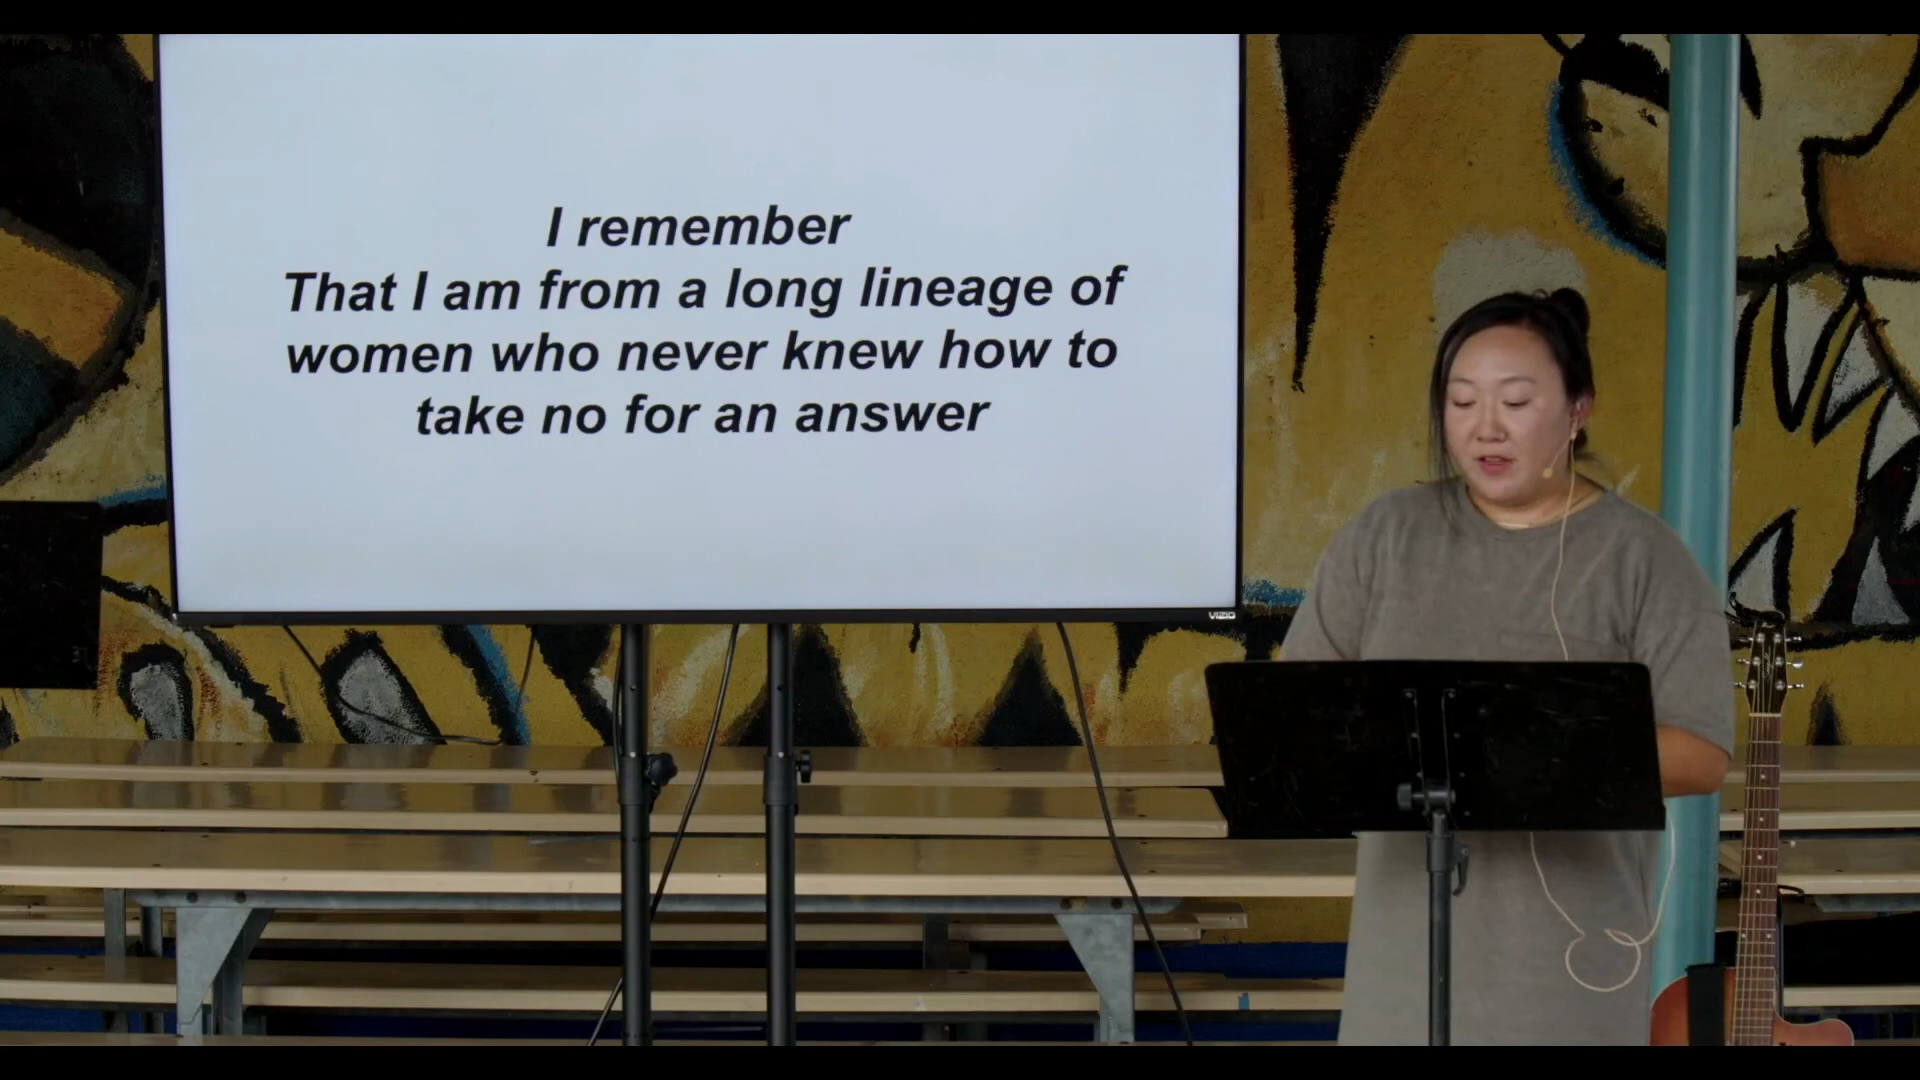 I remember
That I am from a long lineage of
women who never knew how to
take no for an answer
VIZIO